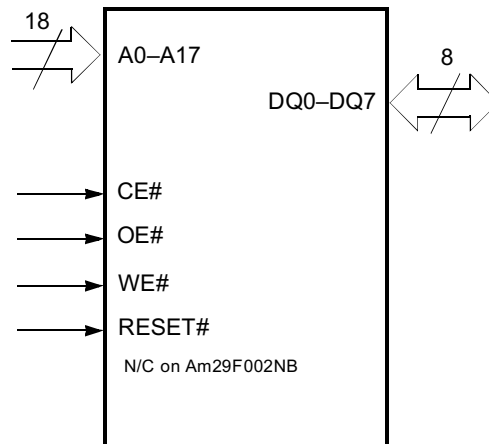 18
A0–A17
8
DQ0–DQ7
CE#
OE#
WE#
RESET#
N/C on Am29F002NB